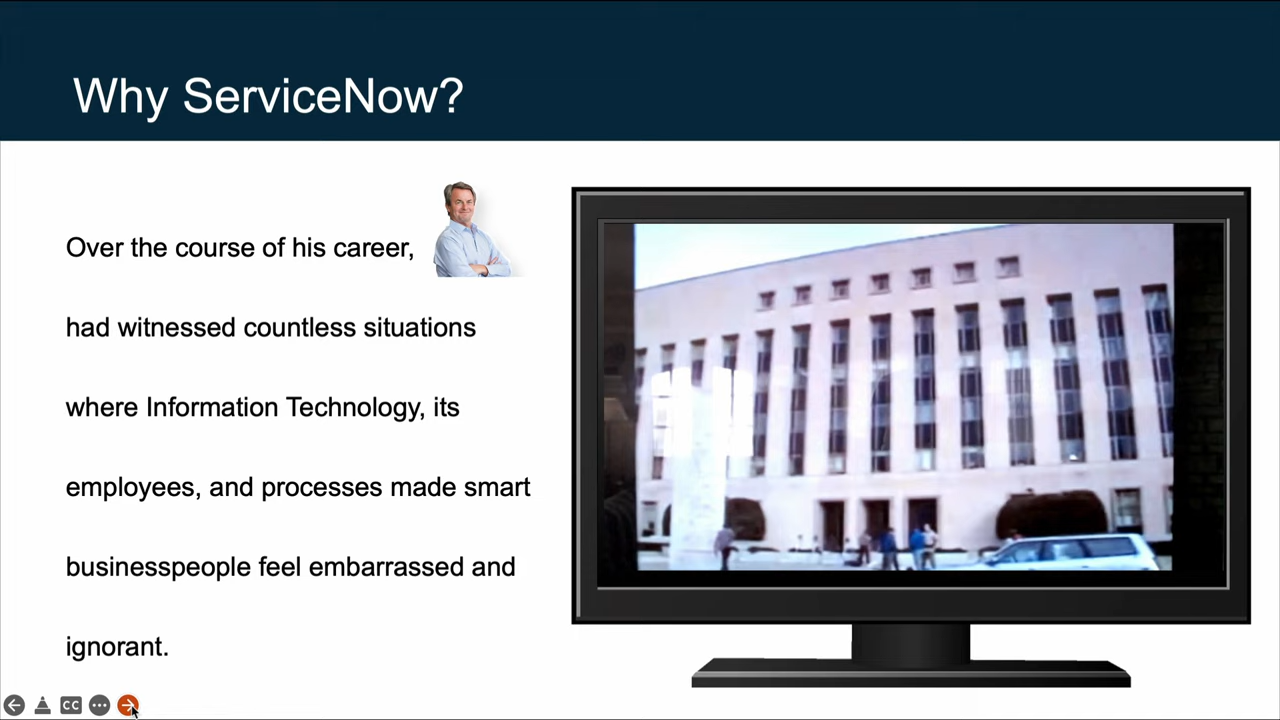 Why ServiceNow?
Over the course of his career,
had witnessed countless situations
where Information Technology, its
employees, and processes made smart
businesspeople feel embarrassed and
ignorant.
CC